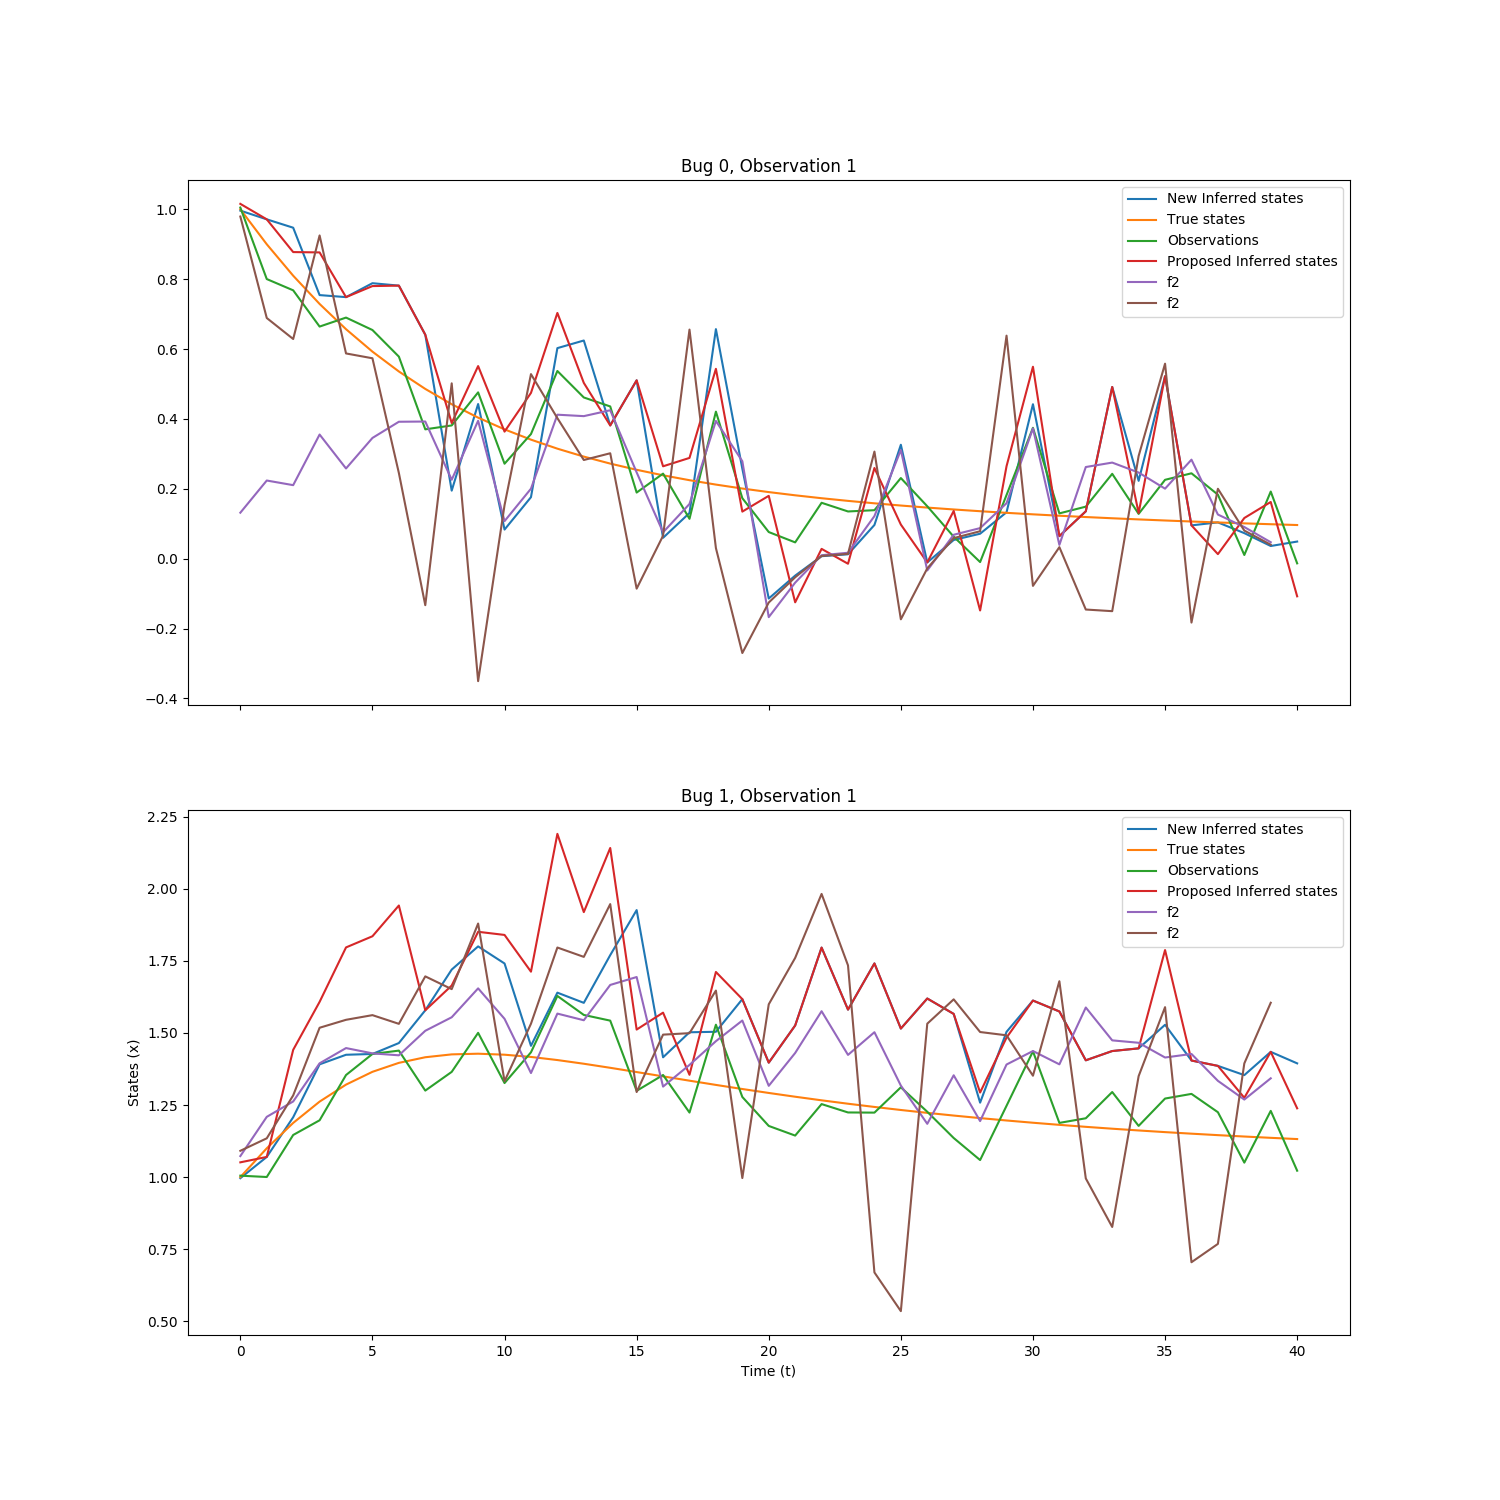 Bug 0, Observation 1
New Inferred states
True states
Observations
Proposed Inferred states
f2
f2
1.0
0.8
0.6
0.4
0.2
0.0
−0.2
−0.4
Bug 1, Observation 1
New Inferred states
True states
Observations
Proposed Inferred states
f2
f2
2.25
2.00
1.75
1.50
1.25
1.00
0.75
0.50
States (x)
0 5 10 15 20 25 30 35 40
Time (t)